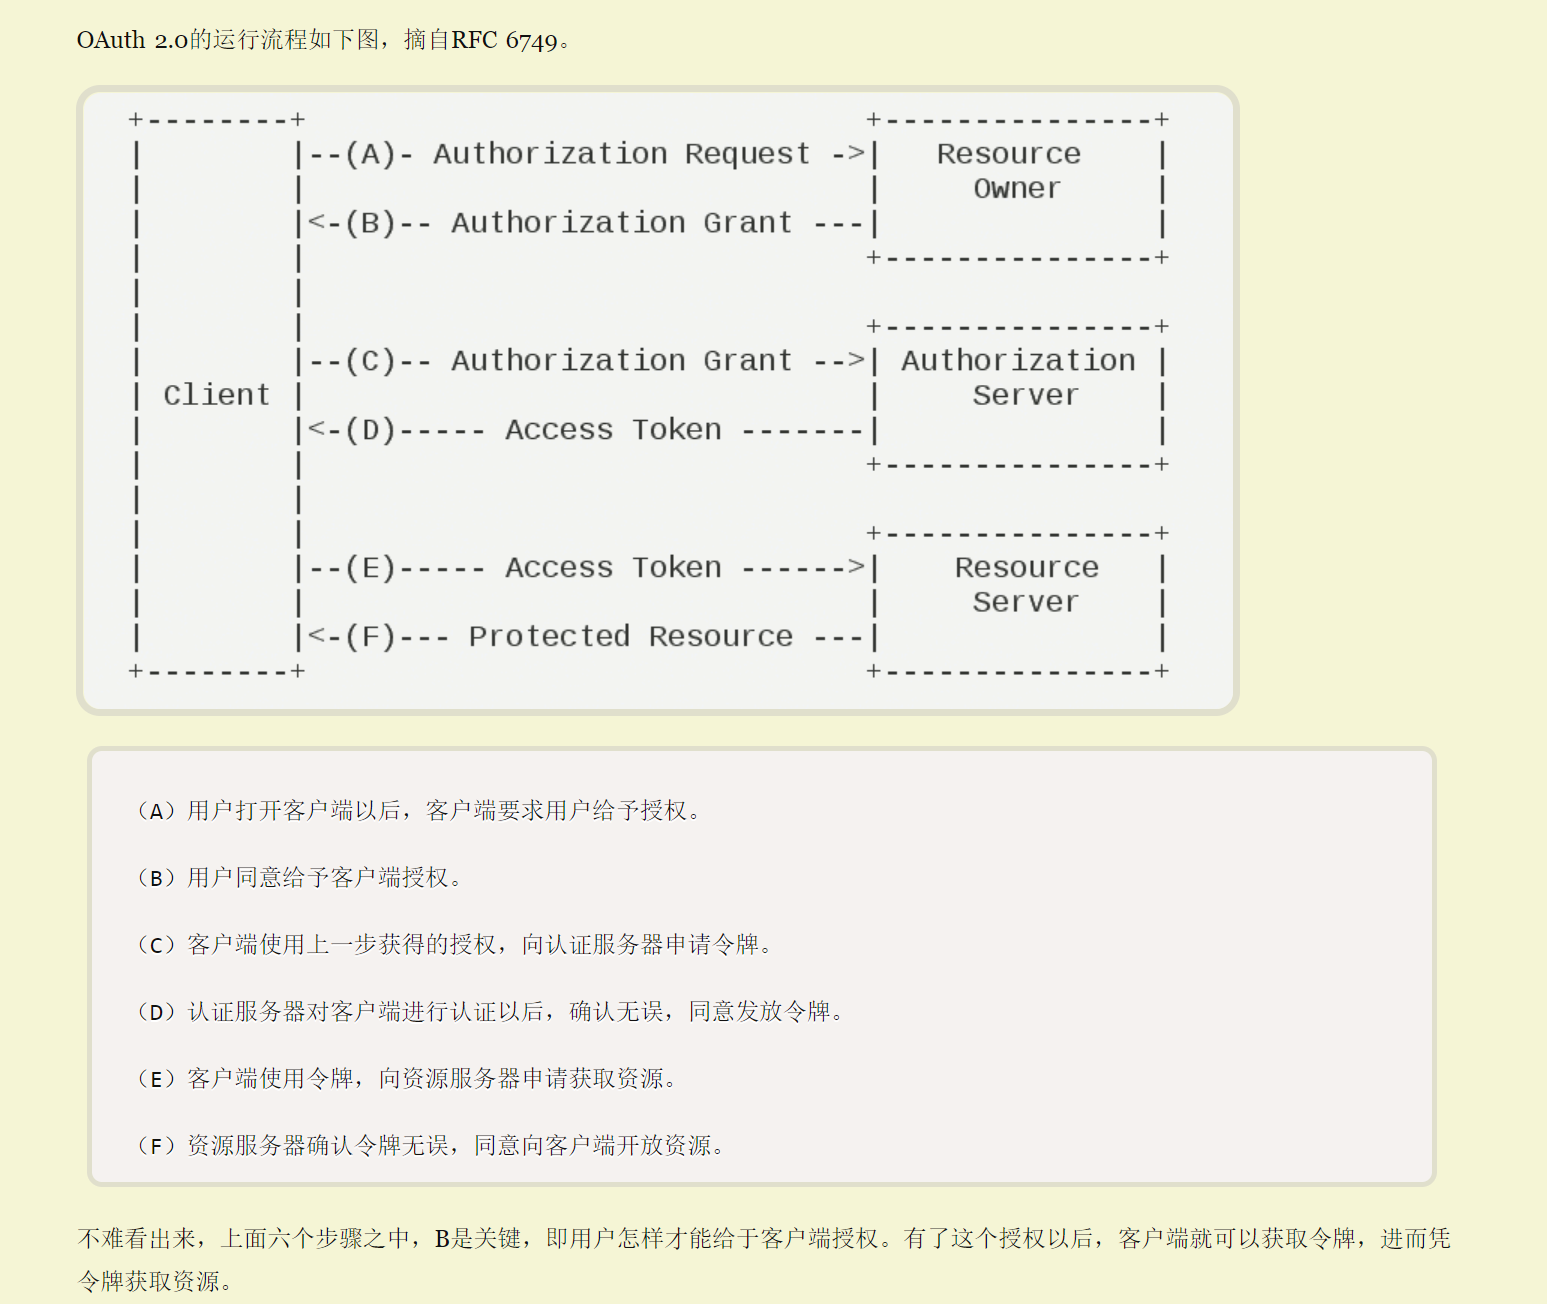 OAuth 2.0的运行流程如下图，摘自RFC 6749。
+--------+                               +---------------+
|        |--(A)- Authorization Request ->|   Resource    |
|        |                               |     Owner     |
|        |<-(B)-- Authorization Grant ---|               |
|        |                               +---------------+
|        |
|        |                               +---------------+
|        |--(C)-- Authorization Grant -->| Authorization |
| Client |                               |     Server    |
|        |<-(D)----- Access Token -------|               |
|        |                               +---------------+
|        |
|        |                               +---------------+
|        |--(E)----- Access Token ------>|    Resource   |
|        |                               |     Server    |
|        |<-(F)--- Protected Resource ---|               |
+--------+                               +---------------+
（A）用户打开客户端以后，客户端要求用户给予授权。
（B）用户同意给予客户端授权。
（C）客户端使用上一步获得的授权，向认证服务器申请令牌。
（D）认证服务器对客户端进行认证以后，确认无误，同意发放令牌。
（E）客户端使用令牌，向资源服务器申请获取资源。
（F）资源服务器确认令牌无误，同意向客户端开放资源。
不难看出来，上面六个步骤之中，B是关键，即用户怎样才能给于客户端授权。有了这个授权以后，客户端就可以获取令牌，进而凭
令牌获取资源。